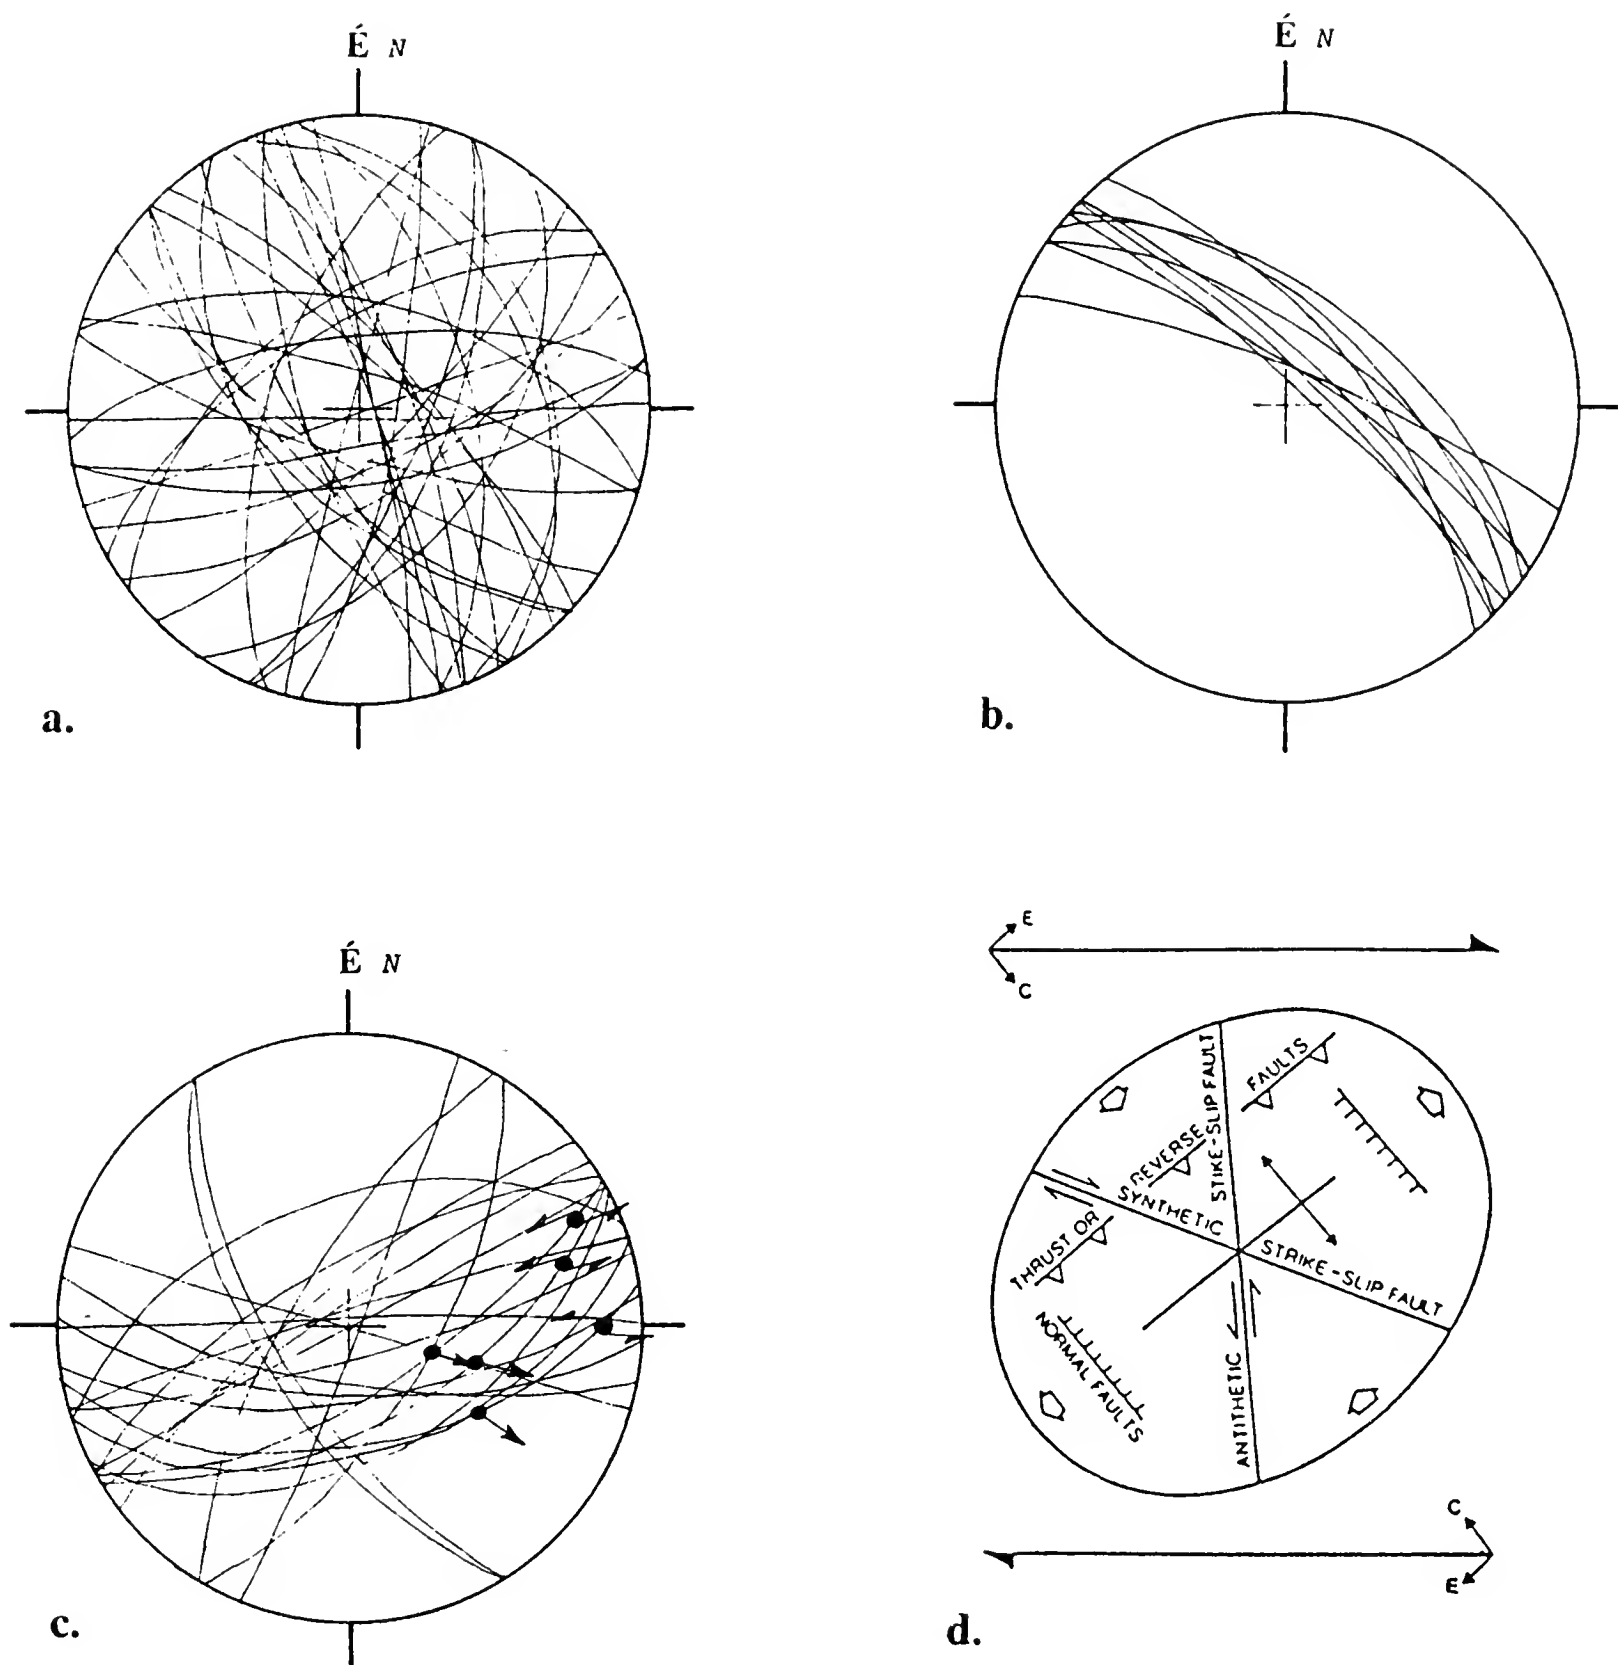 É N
É N
a.
b.
É N
E
C
STRIKE-SLIP FAULT
FAULTS
REVERSE
SYNTHETIC
THRUST OR
STRIKE-SLIP FAULT
NORMAL FAULTS
ANTITHETIC
C
E
c.
d.